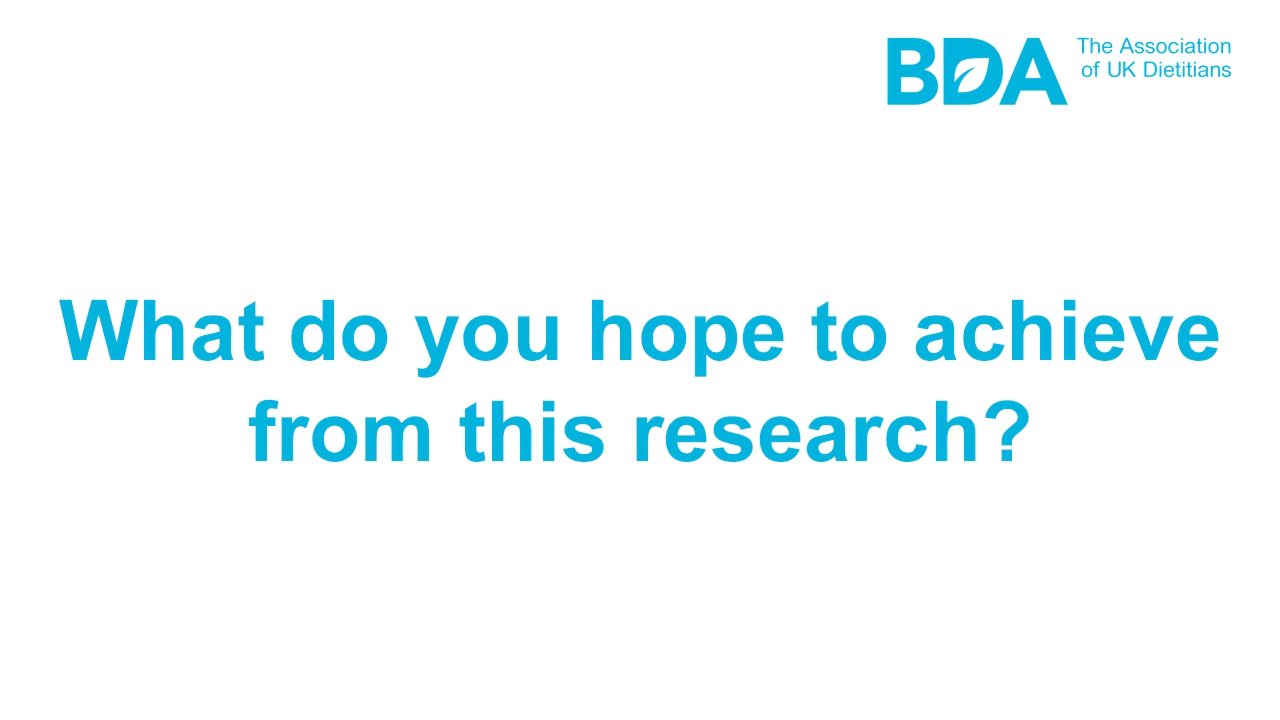 BDA
The Association
of UK Dietitians
What do you hope to achieve
from this research?